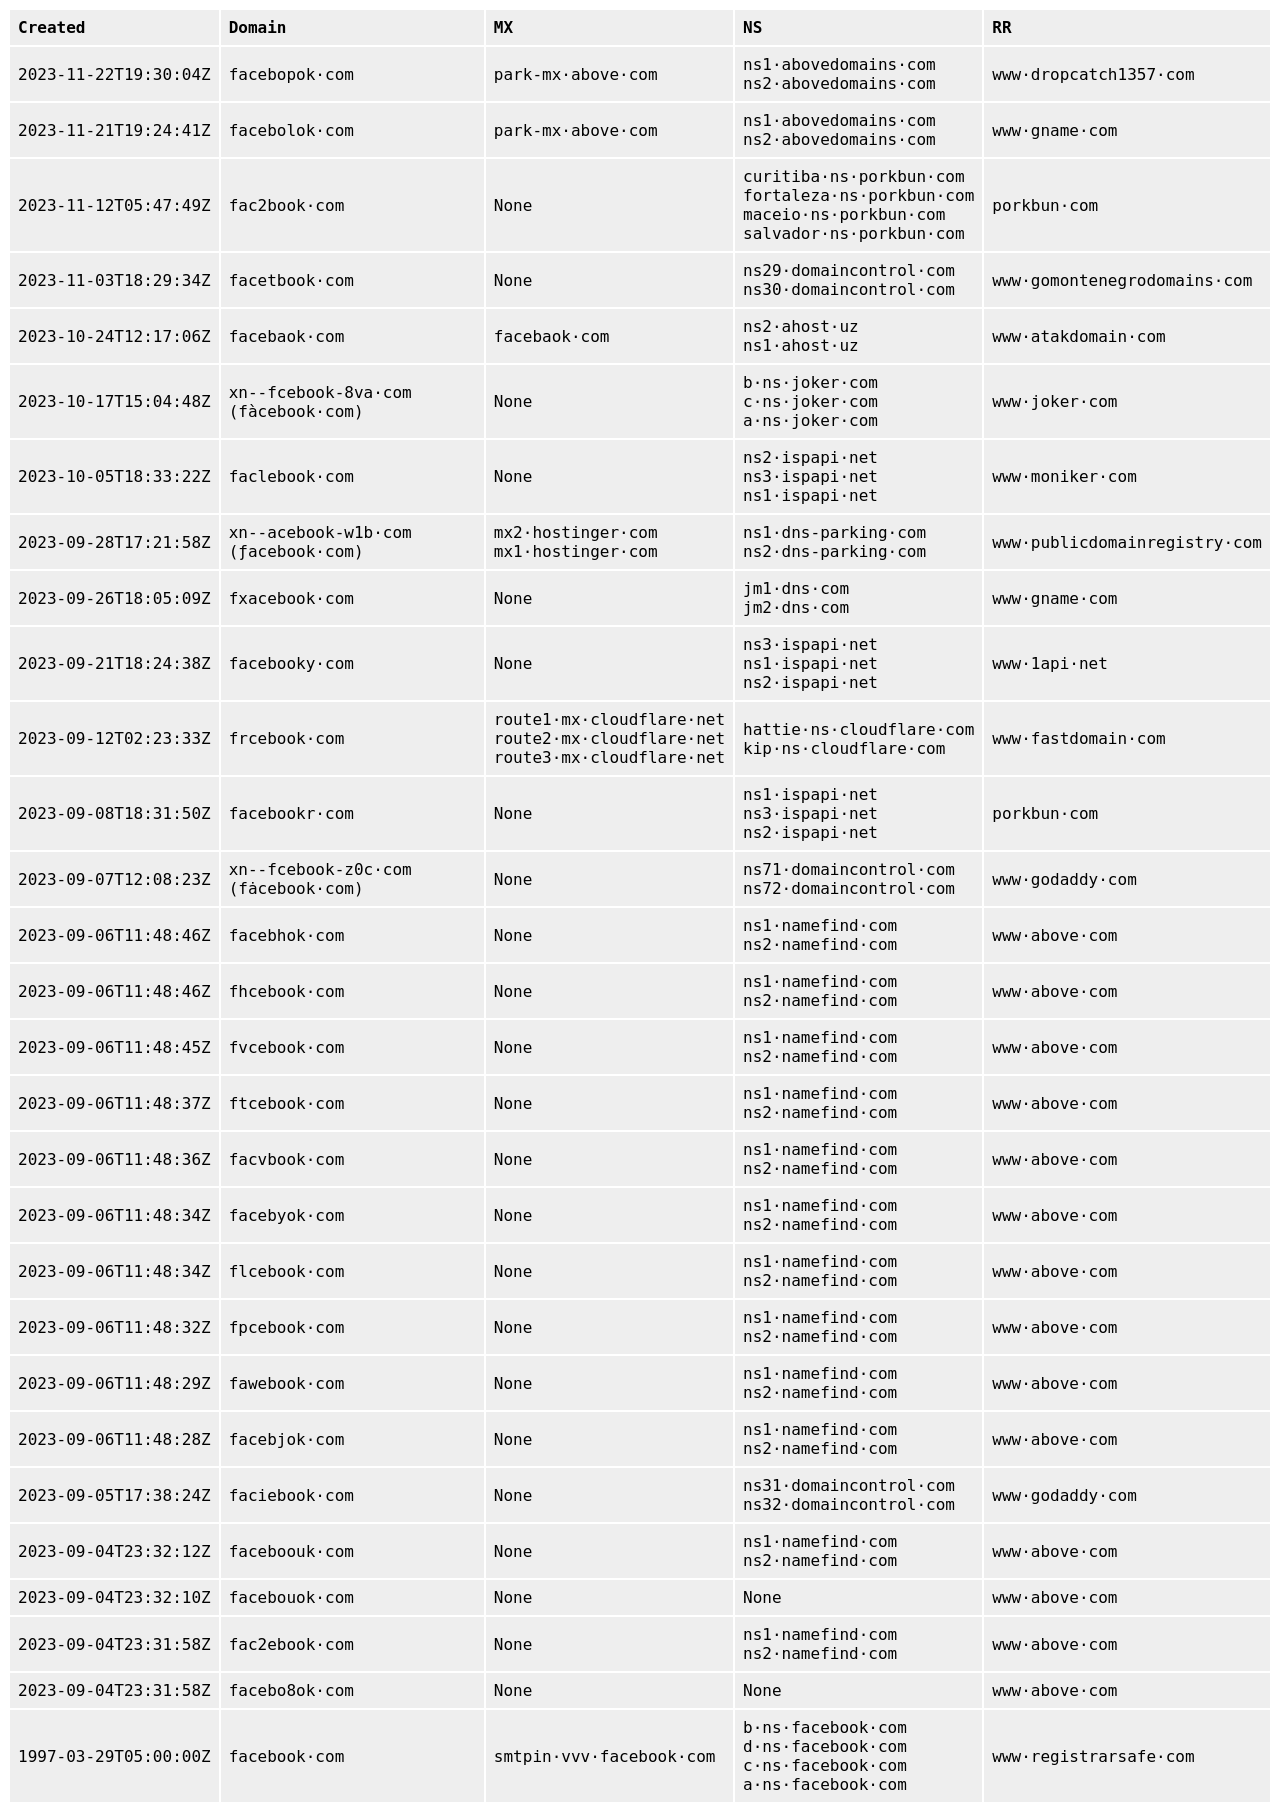 Created Domain MX NS RR
2023-11-22T19:30:04Z facebopok·com park-mx·above·com ns1·abovedomains·com www·dropcatch1357·com
ns2·abovedomains·com
2023-11-21T19:24:41Z facebolok·com park-mx·above·com ns1·abovedomains·com www·gname·com
ns2·abovedomains·com
2023-11-12T05:47:49Z fac2book·com None curitiba·ns·porkbun·com porkbun·com
fortaleza·ns·porkbun·com
maceio·ns·porkbun·com
salvador·ns·porkbun·com
2023-11-03T18:29:34Z facetbook·com None ns29·domaincontrol·com www·gomontenegrodomains·com
ns30·domaincontrol·com
2023-10-24T12:17:06Z facebaok·com facebaok·com ns2·ahost·uz www·atakdomain·com
ns1·ahost·uz
2023-10-17T15:04:48Z xn--fcebook-8va·com None b·ns·joker·com www·joker·com
(fàcebook·com) c·ns·joker·com
a·ns·joker·com
2023-10-05T18:33:22Z faclebook·com None ns2·ispapi·net www·moniker·com
ns3·ispapi·net
ns1·ispapi·net
2023-09-28T17:21:58Z xn--acebook-w1b·com mx2·hostinger·com ns1·dns-parking·com www·publicdomainregistry·com
(ƒacebook·com) mx1·hostinger·com ns2·dns-parking·com
2023-09-26T18:05:09Z fxacebook·com None jm1·dns·com www·gname·com
jm2·dns·com
2023-09-21T18:24:38Z facebooky·com None ns3·ispapi·net www·1api·net
ns1·ispapi·net
ns2·ispapi·net
2023-09-12T02:23:33Z frcebook·com route1·mx·cloudflare·net hattie·ns·cloudflare·com www·fastdomain·com
route2·mx·cloudflare·net kip·ns·cloudflare·com
route3·mx·cloudflare·net
2023-09-08T18:31:50Z facebookr·com None ns1·ispapi·net porkbun·com
ns3·ispapi·net
ns2·ispapi·net
2023-09-07T12:08:23Z xn--fcebook-z0c·com None ns71·domaincontrol·com www·godaddy·com
(fȧcebook·com) ns72·domaincontrol·com
2023-09-06T11:48:46Z facebhok·com None ns1·namefind·com www·above·com
ns2·namefind·com
2023-09-06T11:48:46Z fhcebook·com None ns1·namefind·com www·above·com
ns2·namefind·com
2023-09-06T11:48:45Z fvcebook·com None ns1·namefind·com www·above·com
ns2·namefind·com
2023-09-06T11:48:37Z ftcebook·com None ns1·namefind·com www·above·com
ns2·namefind·com
2023-09-06T11:48:36Z facvbook·com None ns1·namefind·com www·above·com
ns2·namefind·com
2023-09-06T11:48:34Z facebyok·com None ns1·namefind·com www·above·com
ns2·namefind·com
2023-09-06T11:48:34Z flcebook·com None ns1·namefind·com www·above·com
ns2·namefind·com
2023-09-06T11:48:32Z fpcebook·com None ns1·namefind·com www·above·com
ns2·namefind·com
2023-09-06T11:48:29Z fawebook·com None ns1·namefind·com www·above·com
ns2·namefind·com
2023-09-06T11:48:28Z facebjok·com None ns1·namefind·com www·above·com
ns2·namefind·com
2023-09-05T17:38:24Z faciebook·com None ns31·domaincontrol·com www·godaddy·com
ns32·domaincontrol·com
2023-09-04T23:32:12Z faceboouk·com None ns1·namefind·com www·above·com
ns2·namefind·com
2023-09-04T23:32:10Z facebouok·com None None www·above·com
2023-09-04T23:31:58Z fac2ebook·com None ns1·namefind·com www·above·com
ns2·namefind·com
2023-09-04T23:31:58Z facebo8ok·com None None www·above·com
1997-03-29T05:00:00Z facebook·com smtpin·vvv·facebook·com b·ns·facebook·com www·registrarsafe·com
d·ns·facebook·com
c·ns·facebook·com
a·ns·facebook·com